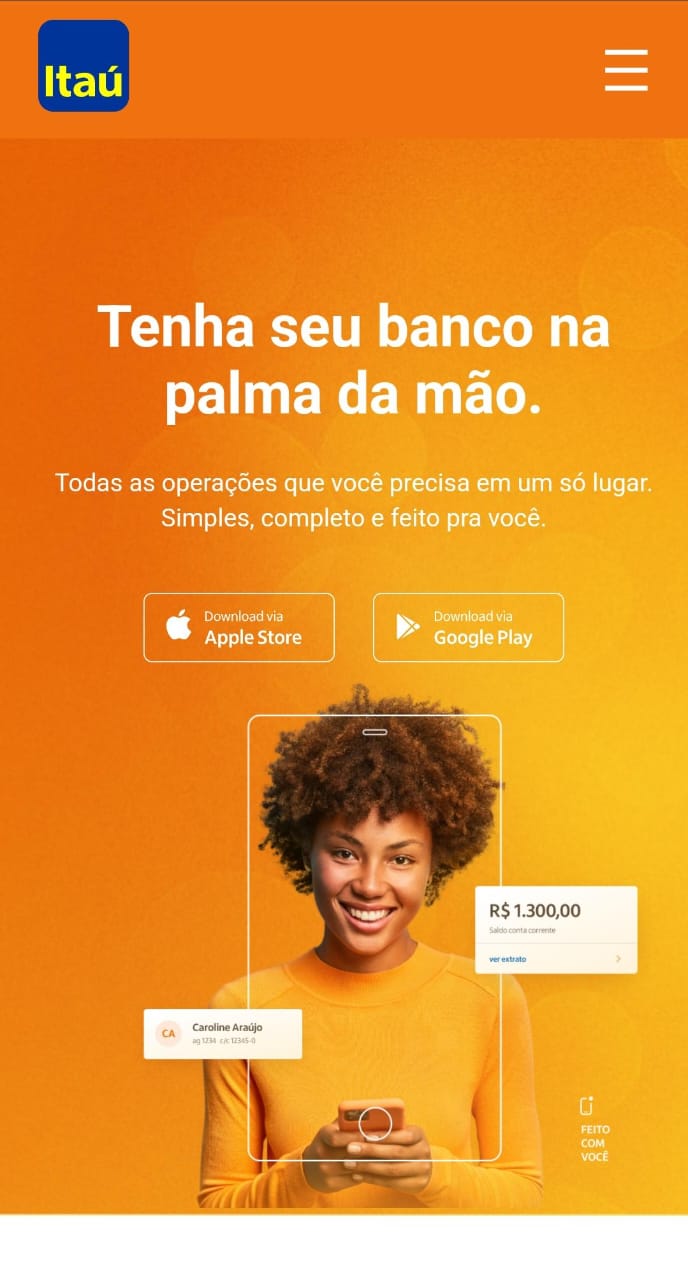 Itaú
Tenha seu banco na
palma da mão.
Todas as operações que você precisa em um só lugar.
Simples, completo e feito pra você.
Download via
Apple Store
Download via
Google Play
R$ 1.300,00
Saldo conta corrente
ver extrato
CA
Caroline Araújo
ag 1234 c/c 12345-0
FEITO
COM
VOCÊ